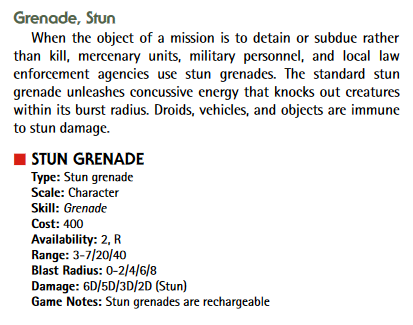 Grenade, Stun
When the object of a mission is to detain or subdue rather
than kill, mercenary units, military personnel, and local law
enforcement agencies use stun grenades. The standard stun
grenade unleashes concussive energy that knocks out creatures
within its burst radius. Droids, vehicles, and objects are immune
to stun damage.
STUN GRENADE
Type: Stun grenade
Scale: Character
Skill: Grenade
Cost: 400
Availability: 2, R
Range: 3-7/20/40
Blast Radius: 0-2/4/6/8
Damage: 6D/5D/3D/2D (Stun)
Game Notes: Stun grenades are rechargeable